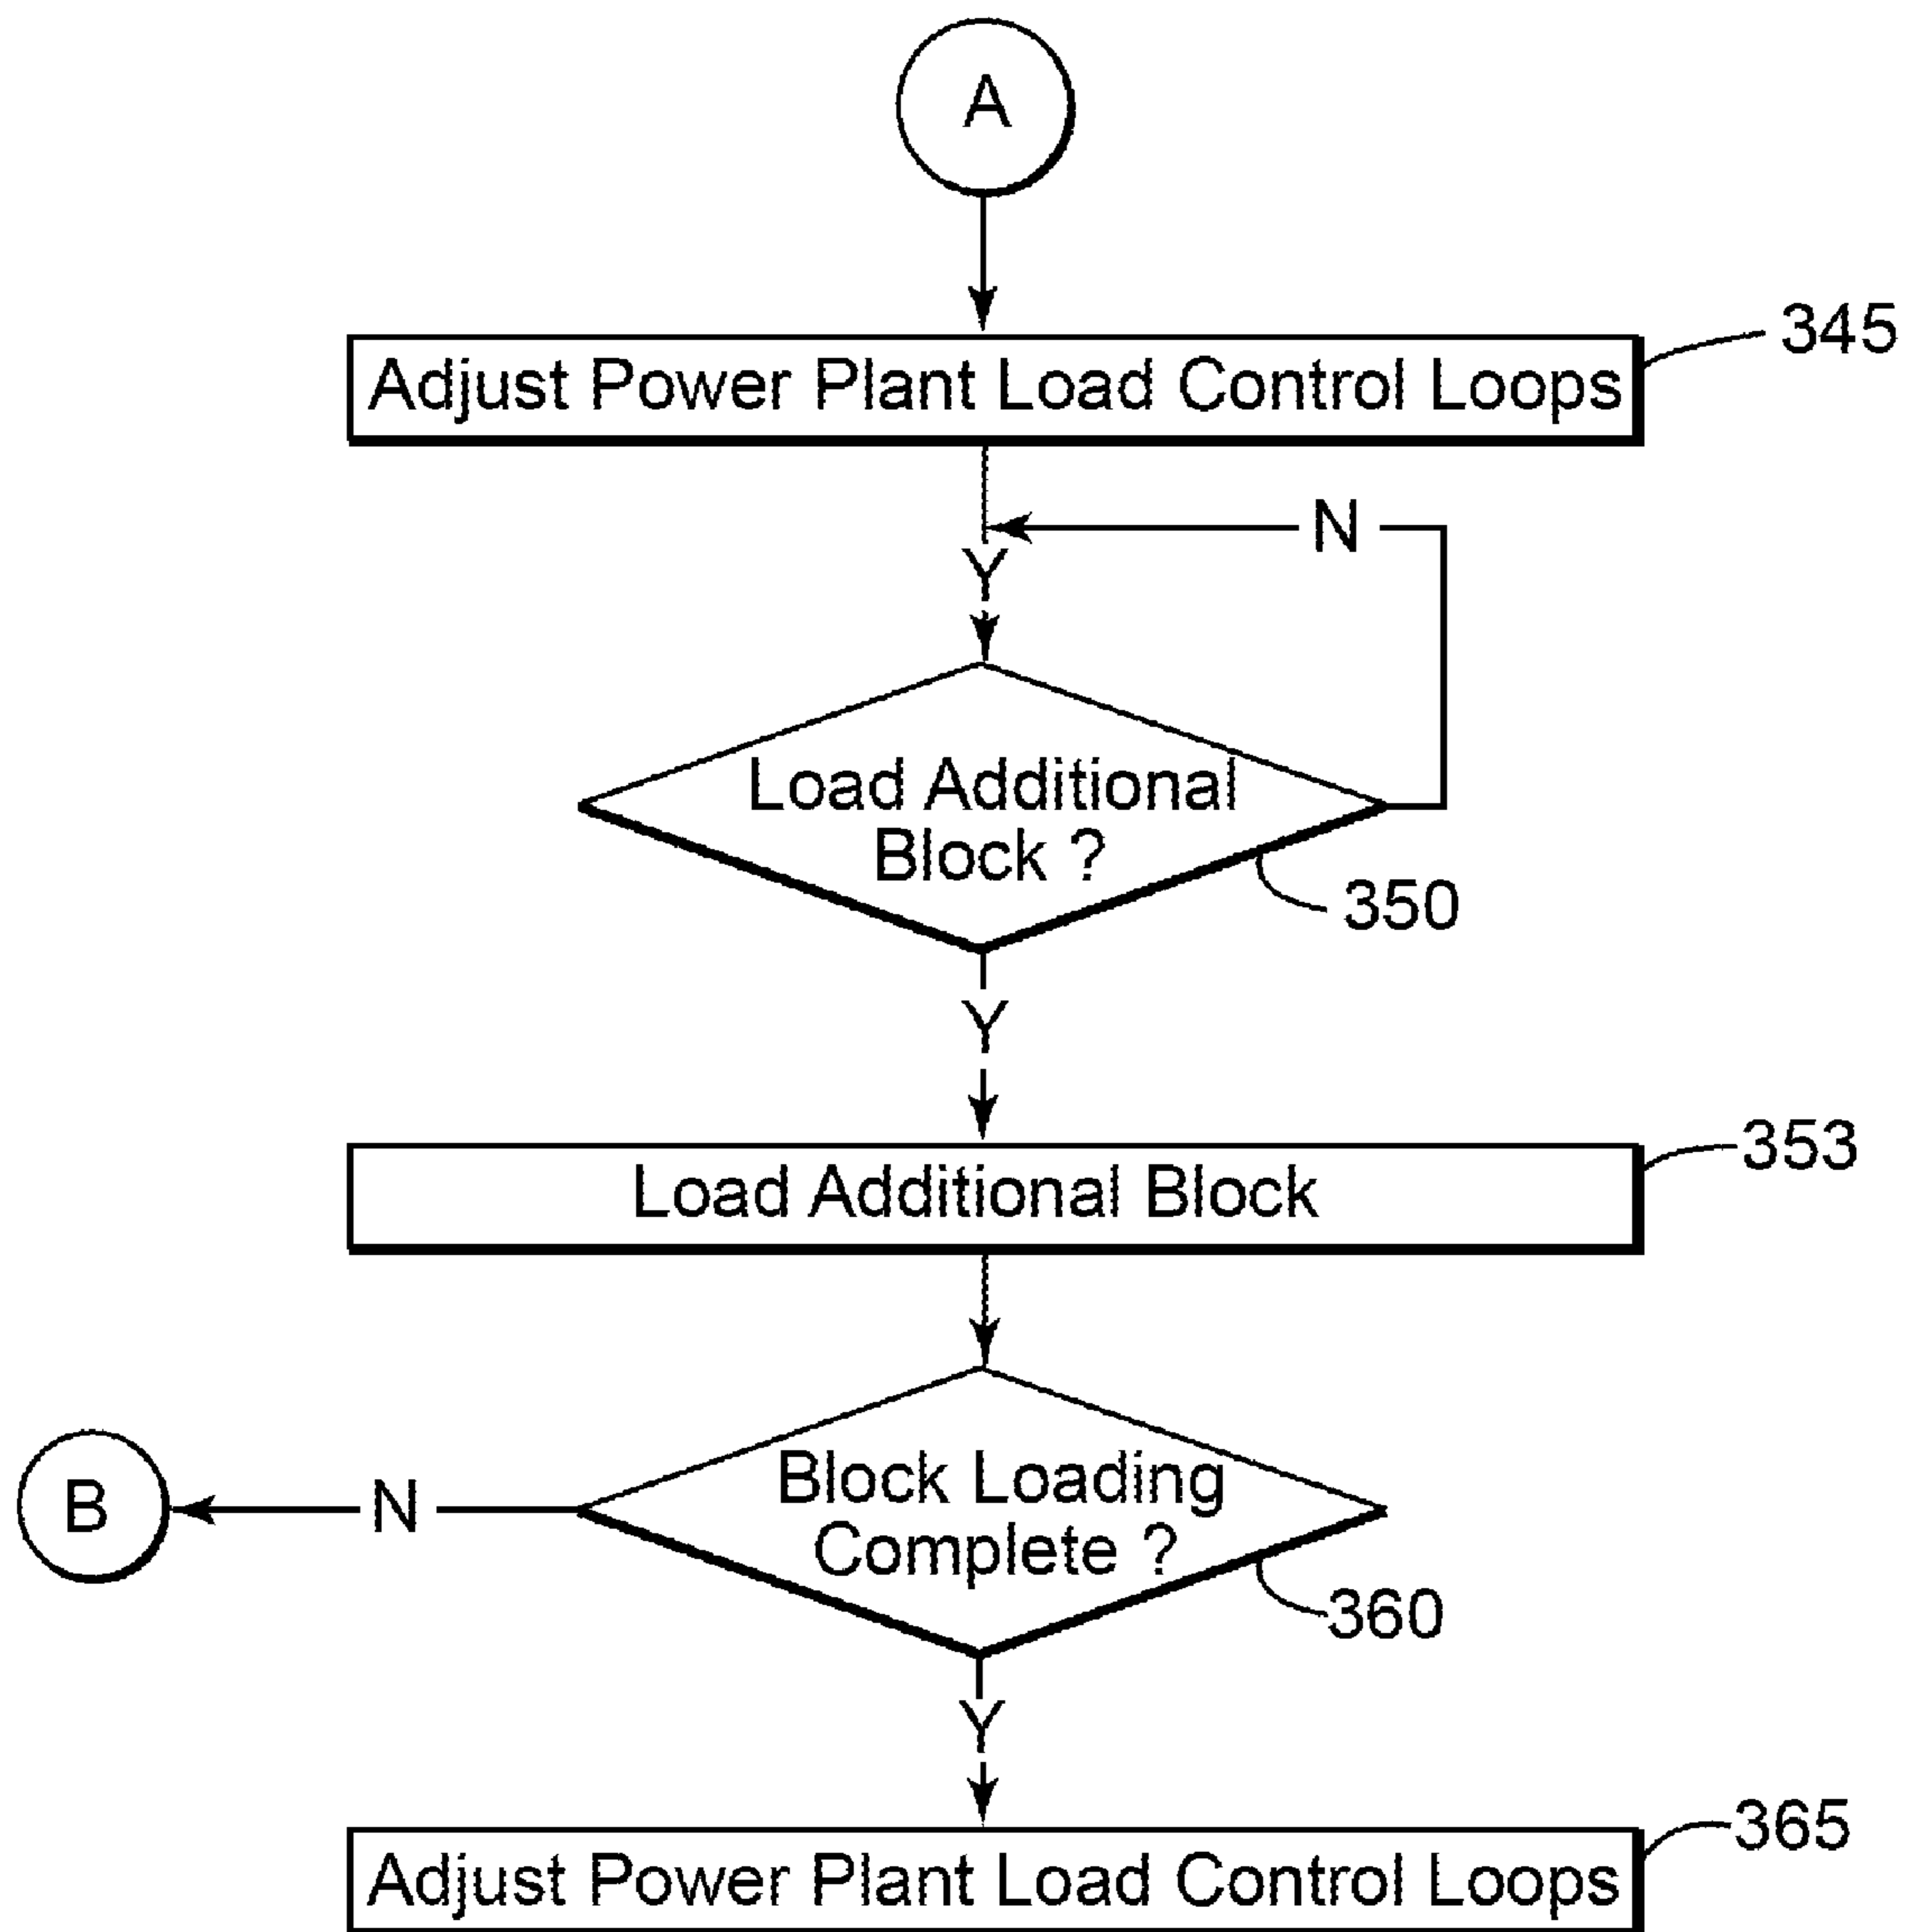 A
345
Adjust Power Plant Load Control Loops
N
Y
Load Additional
Block ?
350
Y
353
Load Additional Block
Block Loading
Complete ?
B
N
360
Y
365
Adjust Power Plant Load Control Loops